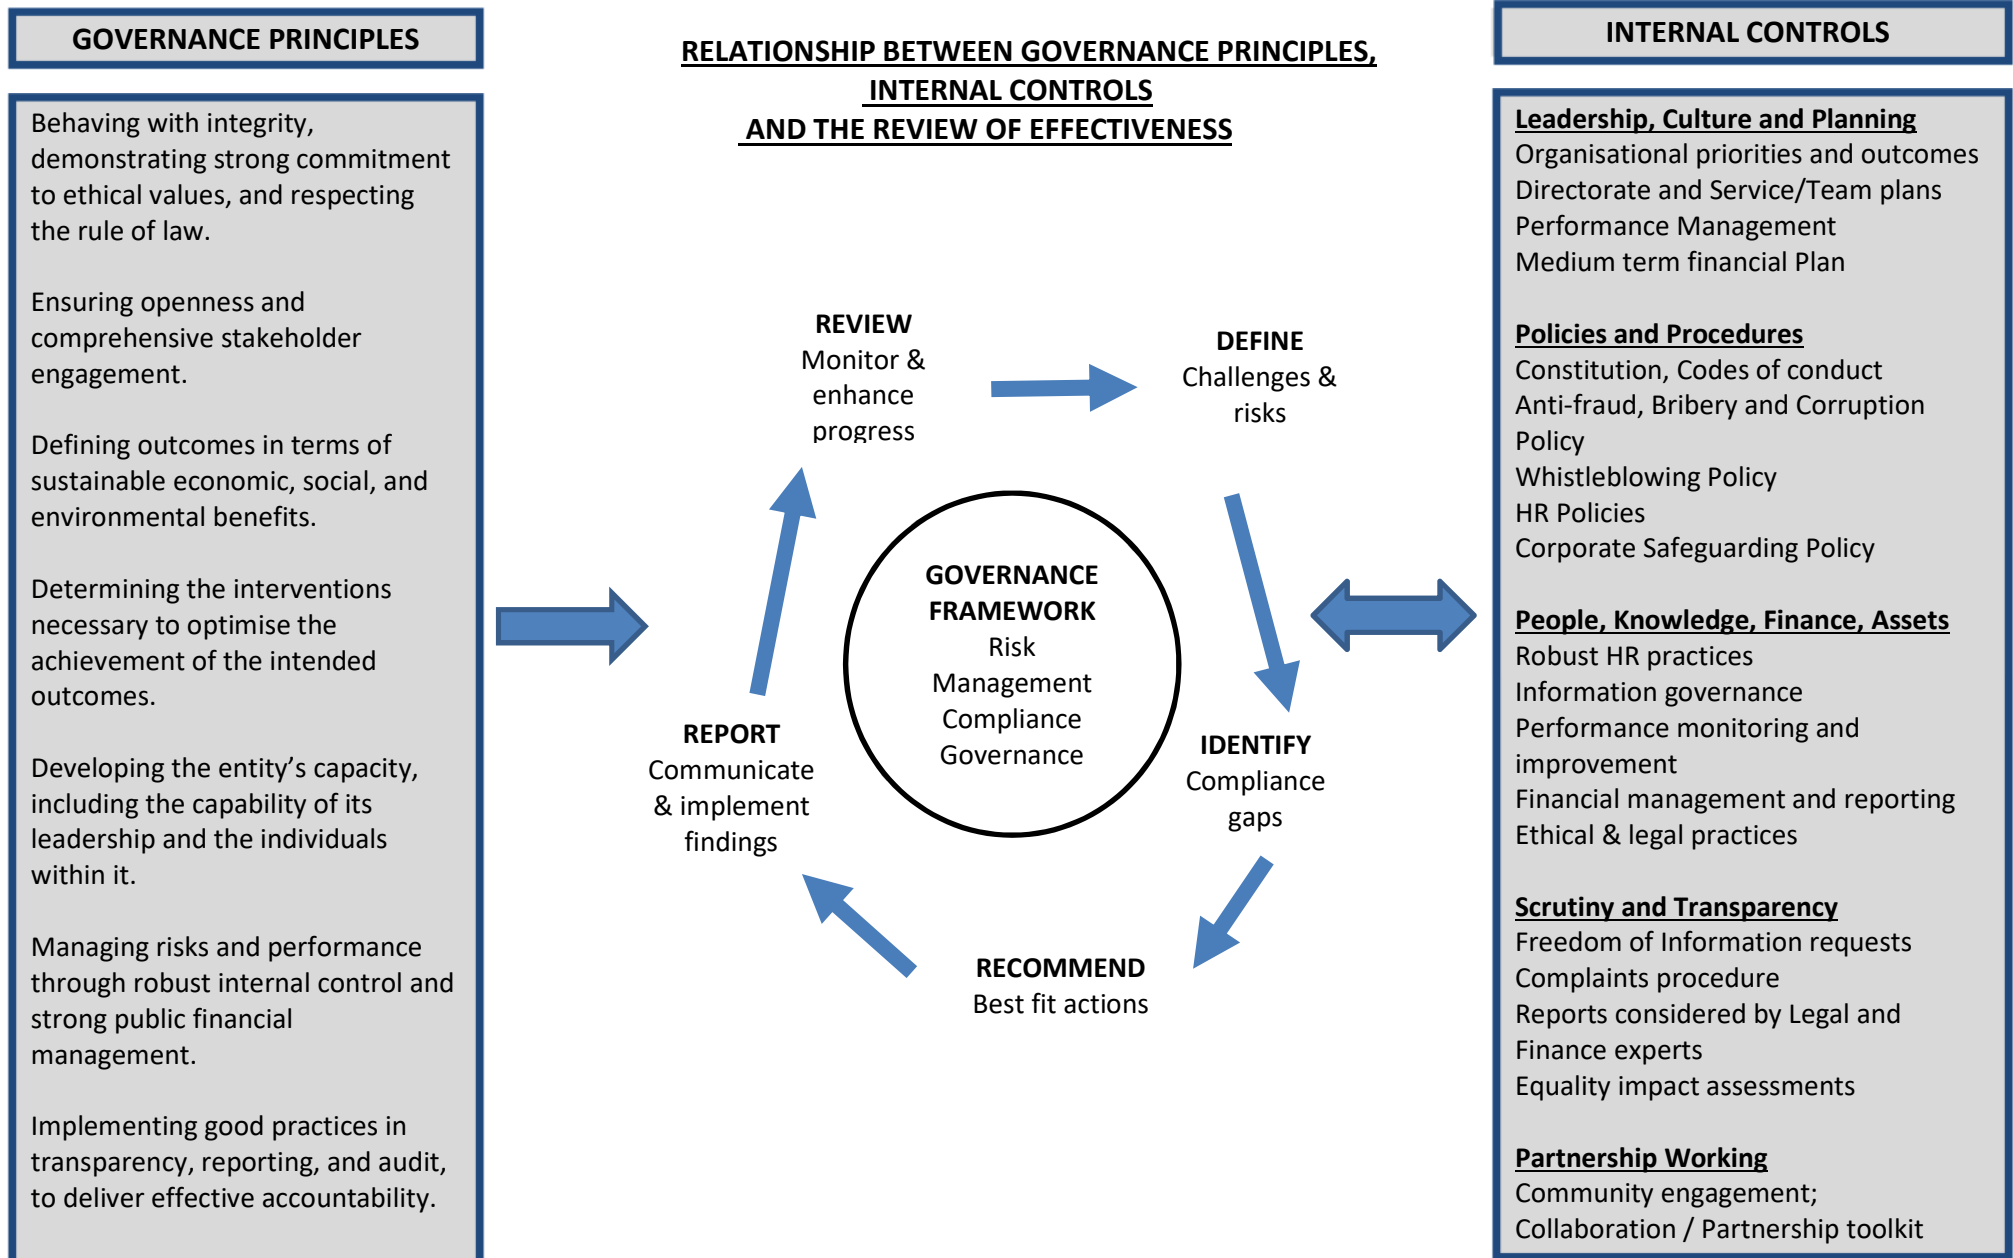 GOVERNANCE PRINCIPLES
Behaving with integrity,
demonstrating strong commitment
to ethical values, and respecting
the rule of law.
Ensuring openness and
comprehensive stakeholder
engagement.
Defining outcomes in terms of
sustainable economic, social, and
environmental benefits.
Determining the interventions
necessary to optimise the
achievement of the intended
outcomes.
Developing the entity’s capacity,
including the capability of its
leadership and the individuals
within it.
Managing risks and performance
through robust internal control and
strong public financial
management.
Implementing good practices in
transparency, reporting, and audit,
to deliver effective accountability.
RELATIONSHIP BETWEEN GOVERNANCE PRINCIPLES,
INTERNAL CONTROLS
AND THE REVIEW OF EFFECTIVENESS
REVIEW
Monitor &
enhance
progress
DEFINE
Challenges &
risks
GOVERNANCE
FRAMEWORK
Risk
Management
Compliance
Governance
REPORT
Communicate
& implement
findings
IDENTIFY
Compliance
gaps
RECOMMEND
Best fit actions
INTERNAL CONTROLS
Leadership, Culture and Planning
Organisational priorities and outcomes
Directorate and Service/Team plans
Performance Management
Medium term financial Plan
Policies and Procedures
Constitution, Codes of conduct
Anti-fraud, Bribery and Corruption
Policy
Whistleblowing Policy
HR Policies
Corporate Safeguarding Policy
People, Knowledge, Finance, Assets
Robust HR practices
Information governance
Performance monitoring and
improvement
Financial management and reporting
Ethical & legal practices
Scrutiny and Transparency
Freedom of Information requests
Complaints procedure
Reports considered by Legal and
Finance experts
Equality impact assessments
Partnership Working
Community engagement;
Collaboration / Partnership toolkit